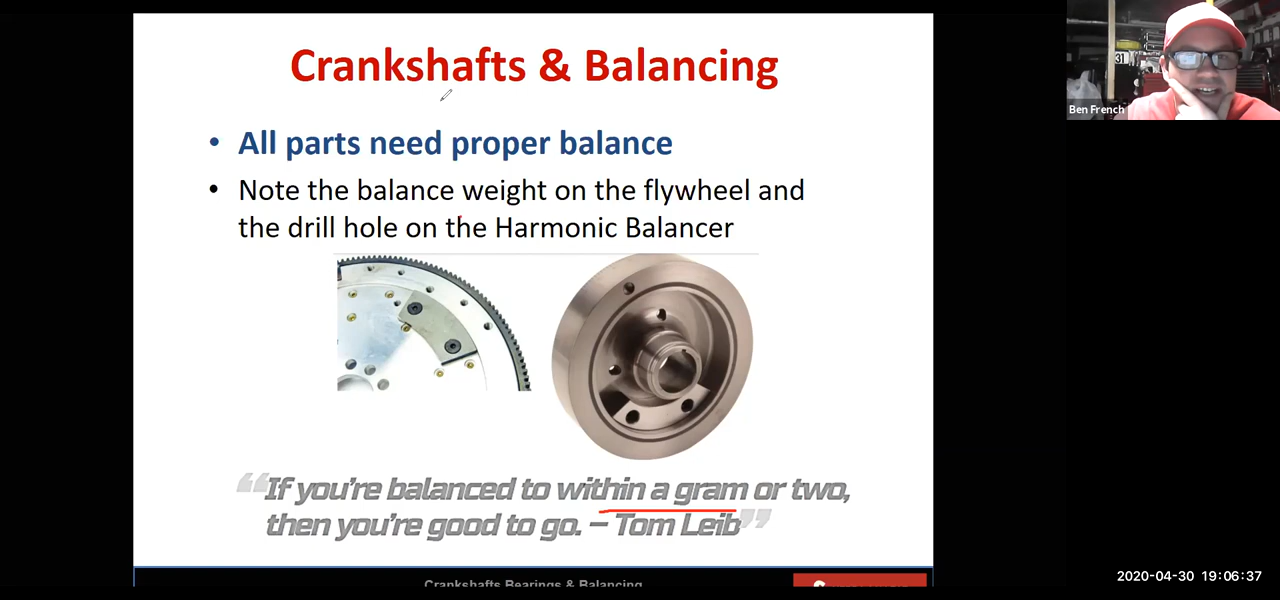 Crankshafts & Balancing
• All parts need proper balance
• Note the balance weight on the flywheel and
the drill hole on the Harmonic Balancer
“If you’re balanced to within a gram or two,
then you’re good to go. – Tom Leib”
Crankshafts Bearings & Balancing
Ben French
31
2020-04-30 19:06:37